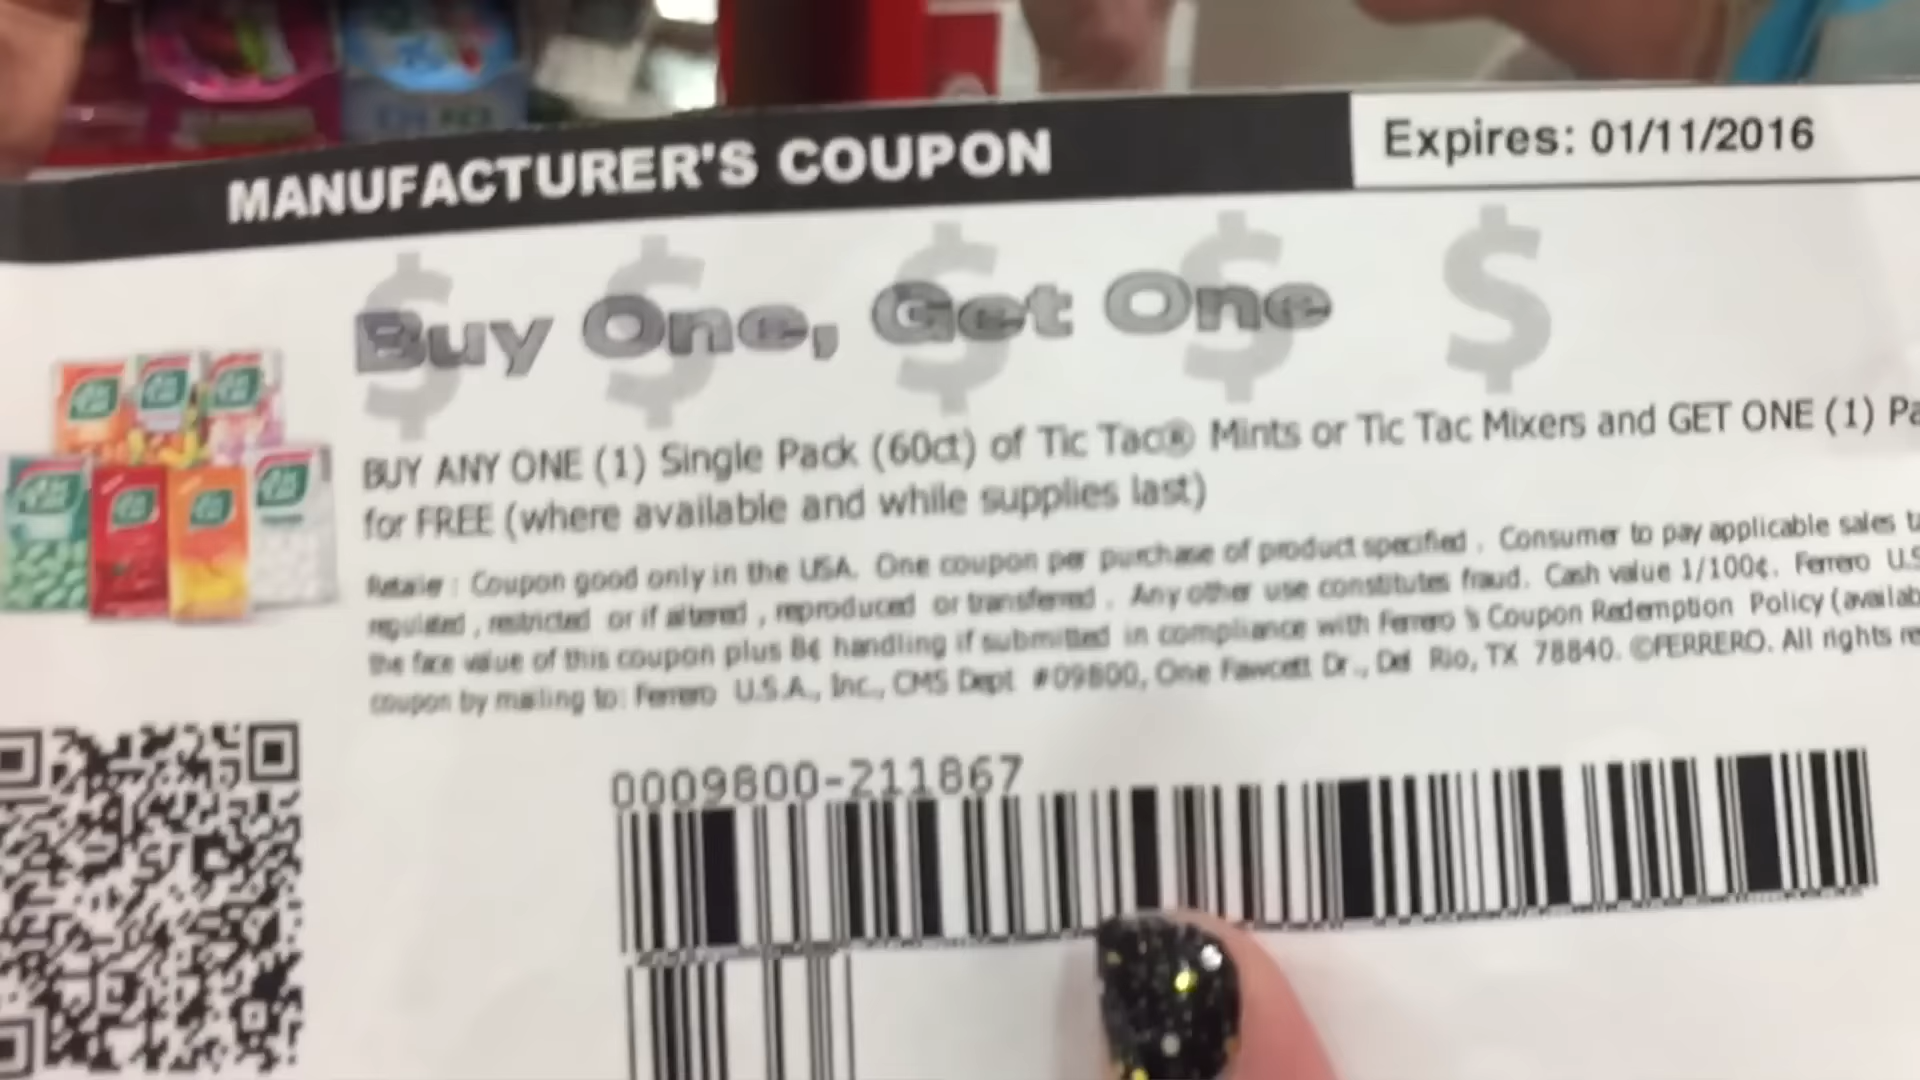 MANUFACTURER'S COUPON
Expires: 01/11/2016
$ $ $ $ $
Buy One, Get One
BUY ANY ONE (1) Single Pack (60ct) of Tic Tac® Mints or Tic Tac Mixers and GET ONE (1)
for FREE (where available and while supplies last)
Retailer: Coupon good only in the USA. One coupon per purchase of product specified. Consumer to pay applicable sales
regulated, restricted or if altered, reproduced or transferred. Any other use constitutes fraud. Cash value 1/100¢. Ferrero
the face value of this coupon plus 8¢ handling if submitted in compliance with Ferrero's Coupon Redemption Policy
coupon by mailing to: Ferrero U.S.A., Inc., CMS Dept #09800, One Fawcett Dr., Del Rio, TX 78840. ©FERRERO. All rights
0009800-211867